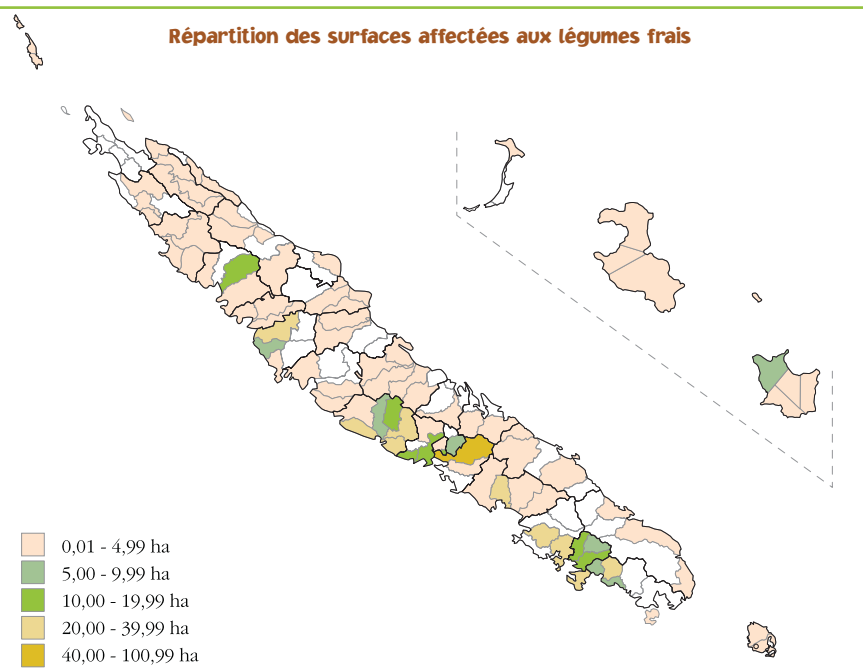 Répartition des surfaces affectées aux légumes frais
0,01 - 4,99 ha
5,00 - 9,99 ha
10,00 - 19,99 ha
20,00 - 39,99 ha
40,00 - 100,99 ha